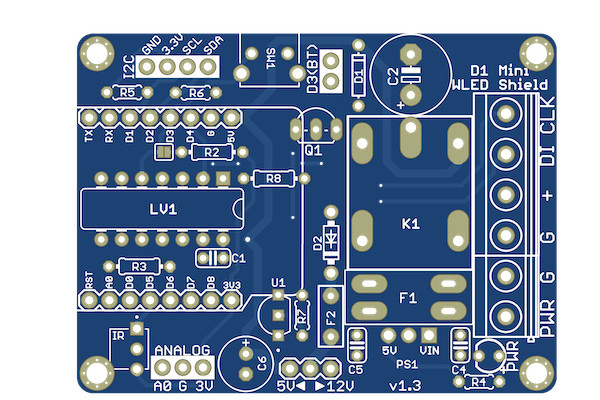 I2C
GND
3.3V
SCL
SDA
SW1
D3(BT)
D1
C2
+
D1 Mini
WLED Shield
R5
R6
TX
RX
D1
D2
D3
D4
G
5V
R2
Q1
CLK
DI
+
G
G
PWR
R8
LV1
K1
D2
C1
R3
RST
A0
D0
D5
D6
D7
D8
3V3
U1
R7
F2
F1
IR
ANALOG
A0 G 3V
+
C6
5V◀ ▶12V
C5
5V
VIN
PS1
v1.3
C4
PWR
+
R4